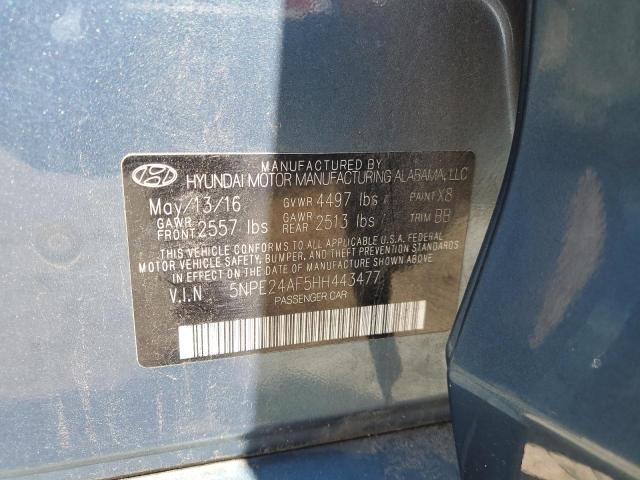 MANUFACTURED BY
HYUNDAI MOTOR MANUFACTURING ALABAMA, LLC
May/13/16 GVWR 4497 lbs PAINT X8
GAWR FRONT 2557 lbs GAWR REAR 2513 lbs TRIM BB
THIS VEHICLE CONFORMS TO ALL APPLICABLE U.S.A. FEDERAL
MOTOR VEHICLE SAFETY, BUMPER, AND THEFT PREVENTION STANDARDS
IN EFFECT ON THE DATE OF MANUFACTURE SHOWN ABOVE.
V.I.N 5NPE24AF5HH443477
PASSENGER CAR